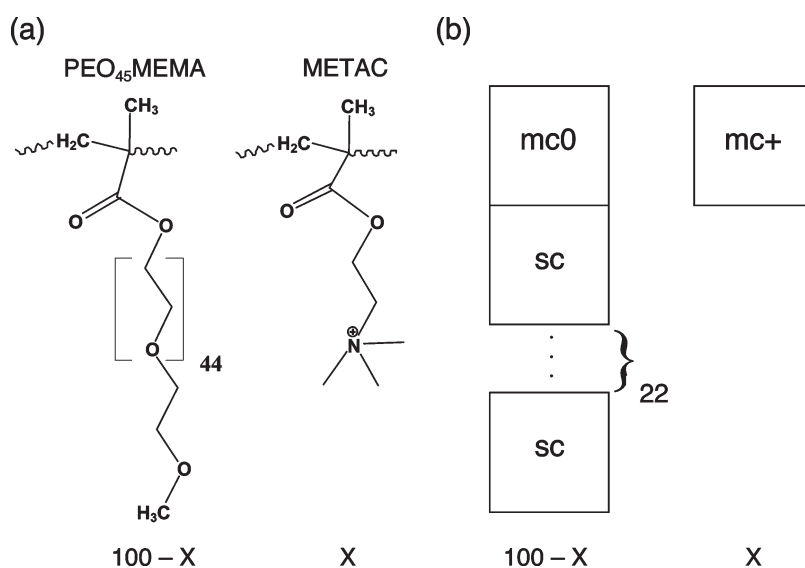 (a)
PEO₄₅MEMA
METAC
CH₃
H₂C
O
O
44
O
O
H₃C
100 – X
CH₃
H₂C
O
O
⊕
N
X
(b)
mc0
sc
22
sc
100 – X
mc+
X